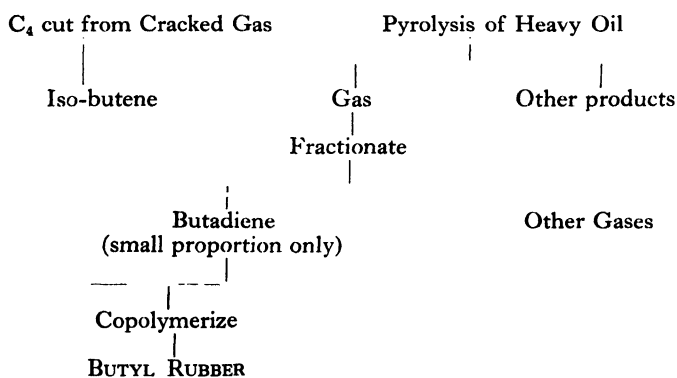 C₄ cut from Cracked Gas
Pyrolysis of Heavy Oil
Iso-butene
Gas
Other products
Fractionate
Butadiene
(small proportion only)
Other Gases
Copolymerize
BUTYL RUBBER